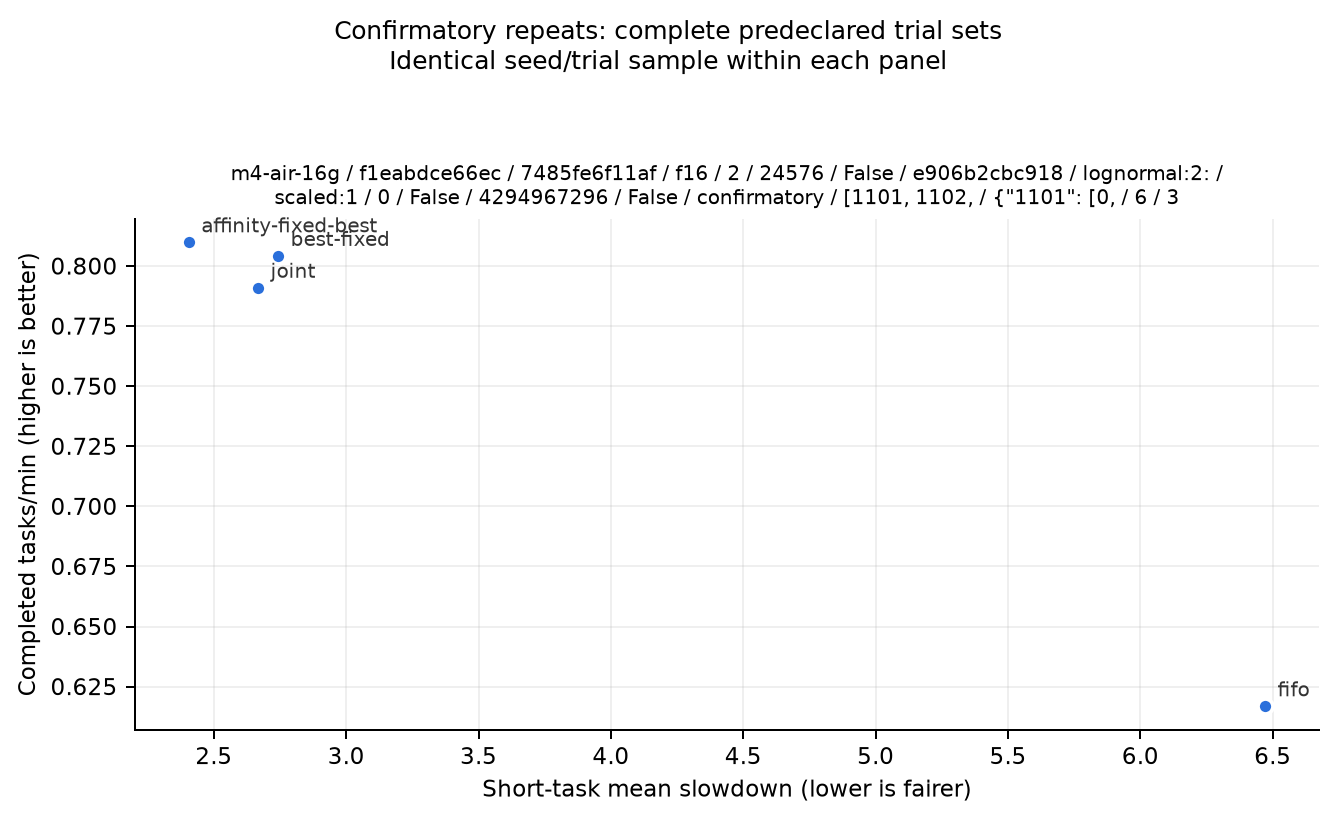 Confirmatory repeats: complete predeclared trial sets
Identical seed/trial sample within each panel
m4-air-16g / f1eabdce66ec / 7485fe6f11af / f16 / 2 / 24576 / False / e906b2cbc918 / lognormal:2: /
scaled:1 / 0 / False / 4294967296 / False / confirmatory / [1101, 1102, / {"1101": [0, / 6 / 3
affinity-fixed-best
best-fixed
joint
fifo
Completed tasks/min (higher is better)
0.800
0.775
0.750
0.725
0.700
0.675
0.650
0.625
2.5 3.0 3.5 4.0 4.5 5.0 5.5 6.0 6.5
Short-task mean slowdown (lower is fairer)